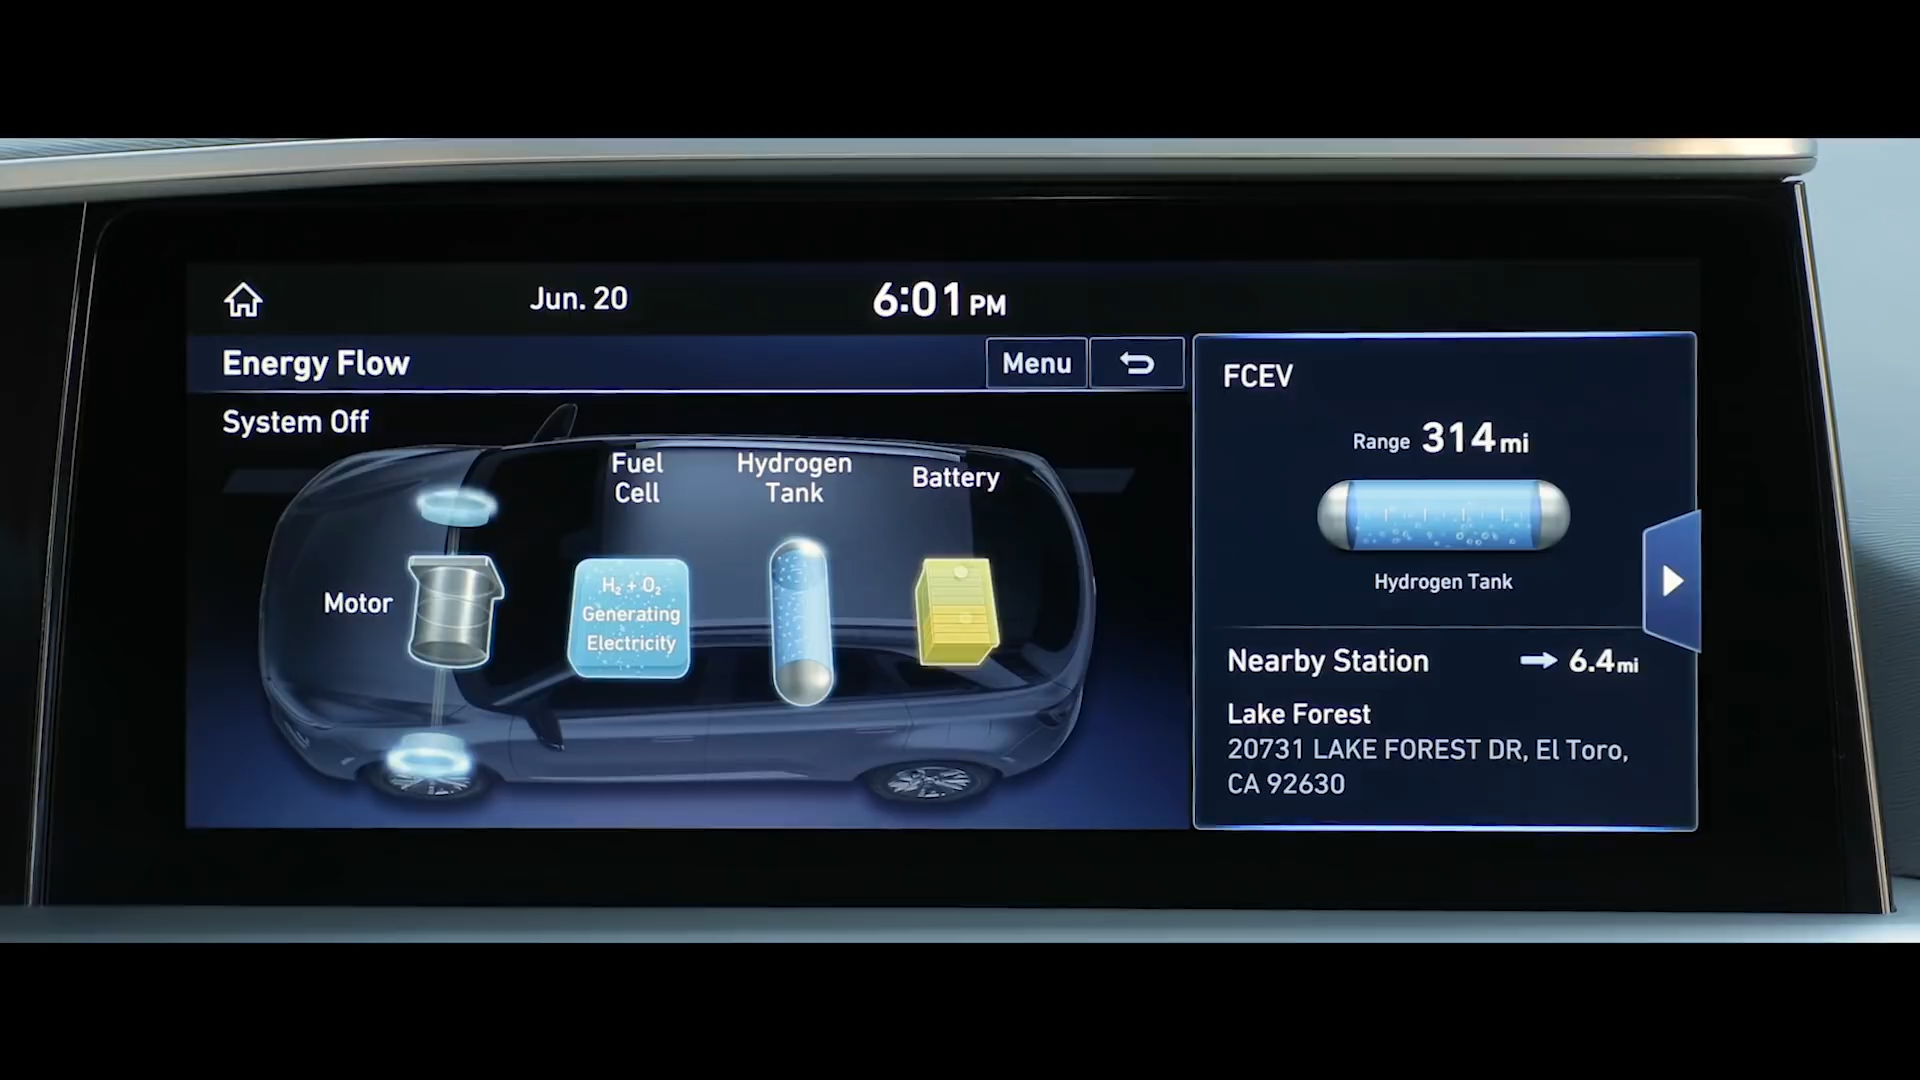 Jun. 20
6:01 PM
Energy Flow
Menu
System Off
Fuel
Cell
Hydrogen
Tank
Battery
Motor
H₂ + O₂
Generating
Electricity
FCEV
Range 314 mi
Hydrogen Tank
Nearby Station
6.4 mi
Lake Forest
20731 LAKE FOREST DR, El Toro,
CA 92630